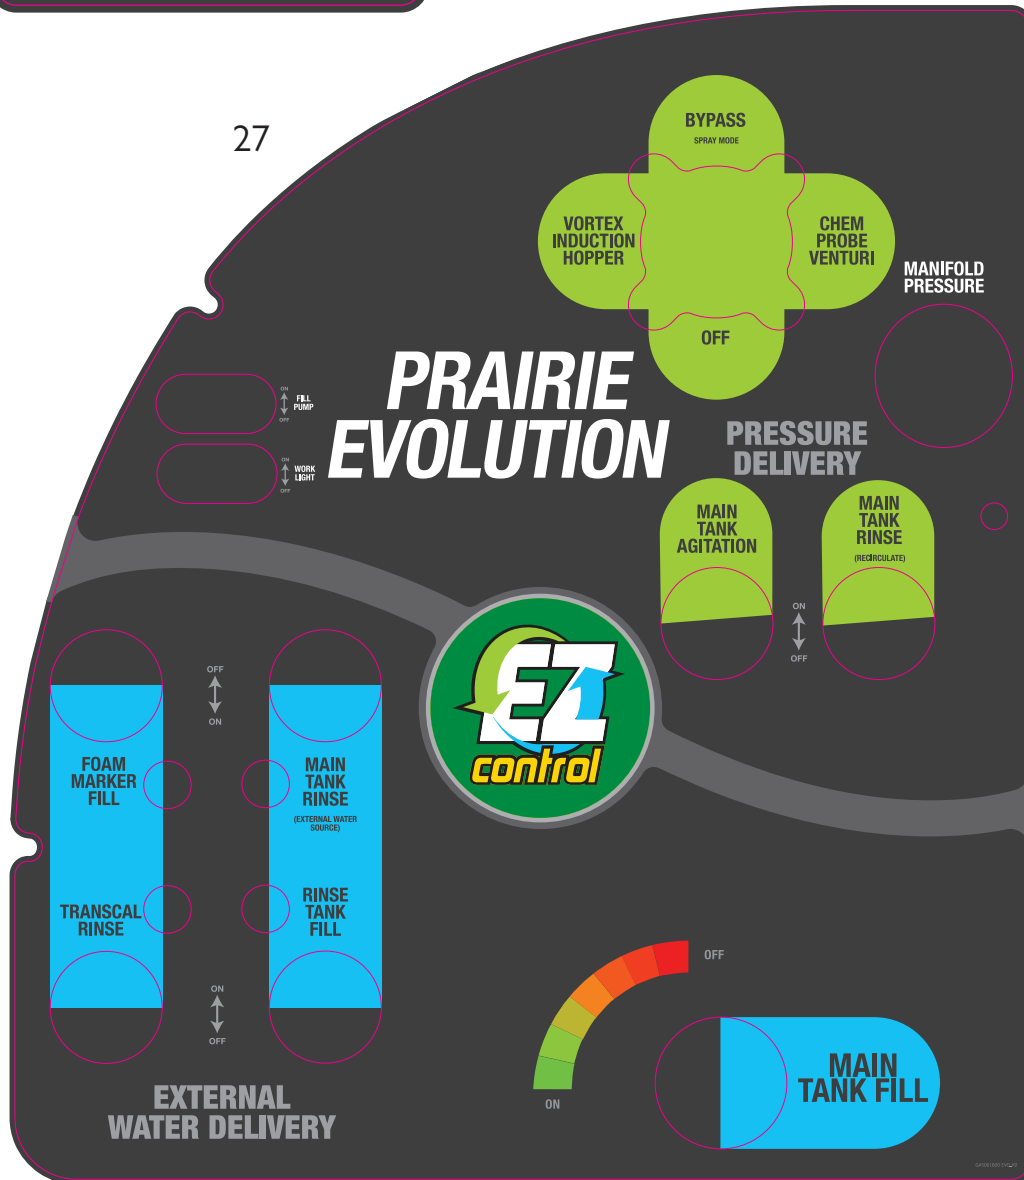 27
BYPASS
SPRAY MODE
VORTEX
INDUCTION
HOPPER
CHEM
PROBE
VENTURI
OFF
MANIFOLD
PRESSURE
PRAIRIE
EVOLUTION
ON
FILL
PUMP
OFF
ON
WORK
LIGHT
OFF
PRESSURE
DELIVERY
MAIN
TANK
AGITATION
MAIN
TANK
RINSE
(RECIRCULATE)
ON
OFF
EZ
control
OFF
ON
FOAM
MARKER
FILL
MAIN
TANK
RINSE
(EXTERNAL WATER
SOURCE)
TRANSCAL
RINSE
RINSE
TANK
FILL
ON
OFF
EXTERNAL
WATER DELIVERY
OFF
ON
MAIN
TANK FILL